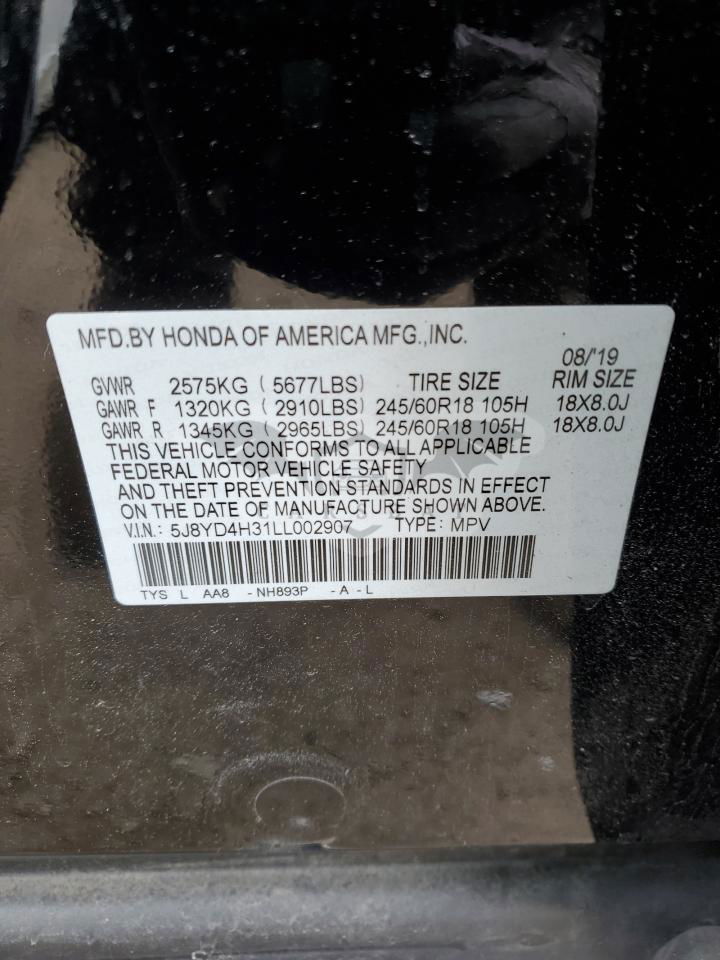 MFD.BY HONDA OF AMERICA MFG.,INC.
08/'19
GVWR 2575KG ( 5677LBS) TIRE SIZE RIM SIZE
GAWR F 1320KG ( 2910LBS) 245/60R18 105H 18X8.0J
GAWR R 1345KG ( 2965LBS) 245/60R18 105H 18X8.0J
THIS VEHICLE CONFORMS TO ALL APPLICABLE
FEDERAL MOTOR VEHICLE SAFETY
AND THEFT PREVENTION STANDARDS IN EFFECT
ON THE DATE OF MANUFACTURE SHOWN ABOVE.
V.I.N.: 5J8YD4H31LL002907 TYPE: MPV
TYS L AA8 -NH893P -A -L